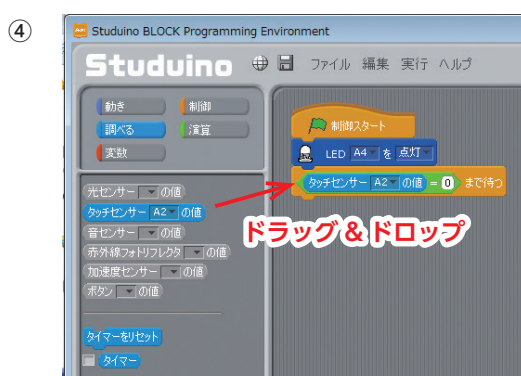 ④
Studuino BLOCK Programming Environment
Studuino ファイル 編集 実行 ヘルプ
動き 制御
調べる 演算
変数
制御スタート
LED A4 を 点灯
タッチセンサー A2 の値 = 0 まで待つ
光センサー の値
タッチセンサー A2 の値
音センサー の値
赤外線フォトリフレクタ の値
加速度センサー の値
ボタン の値
ドラッグ&ドロップ
タイマーをリセット
タイマー